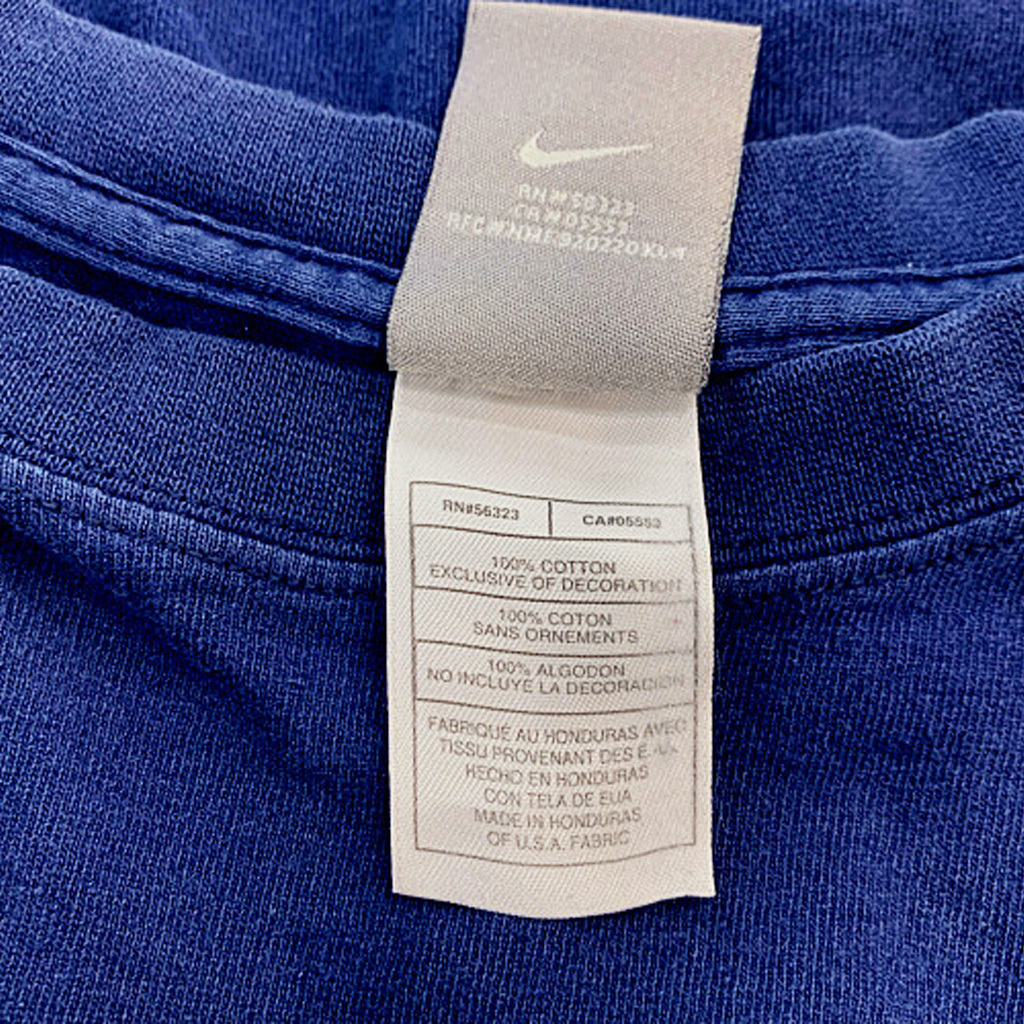 RN#56323
CA#05553
RN#56323
CA#05553
100% COTTON
EXCLUSIVE OF DECORATION
100% COTON
SANS ORNEMENTS
100% ALGODON
NO INCLUYE LA DECORACION
FABRIQUÉ AU HONDURAS AVEC
TISSU PROVENANT DES
HECHO EN HONDURAS
CON TELA DE EUA
MADE IN HONDURAS
OF U.S.A. FABRIC